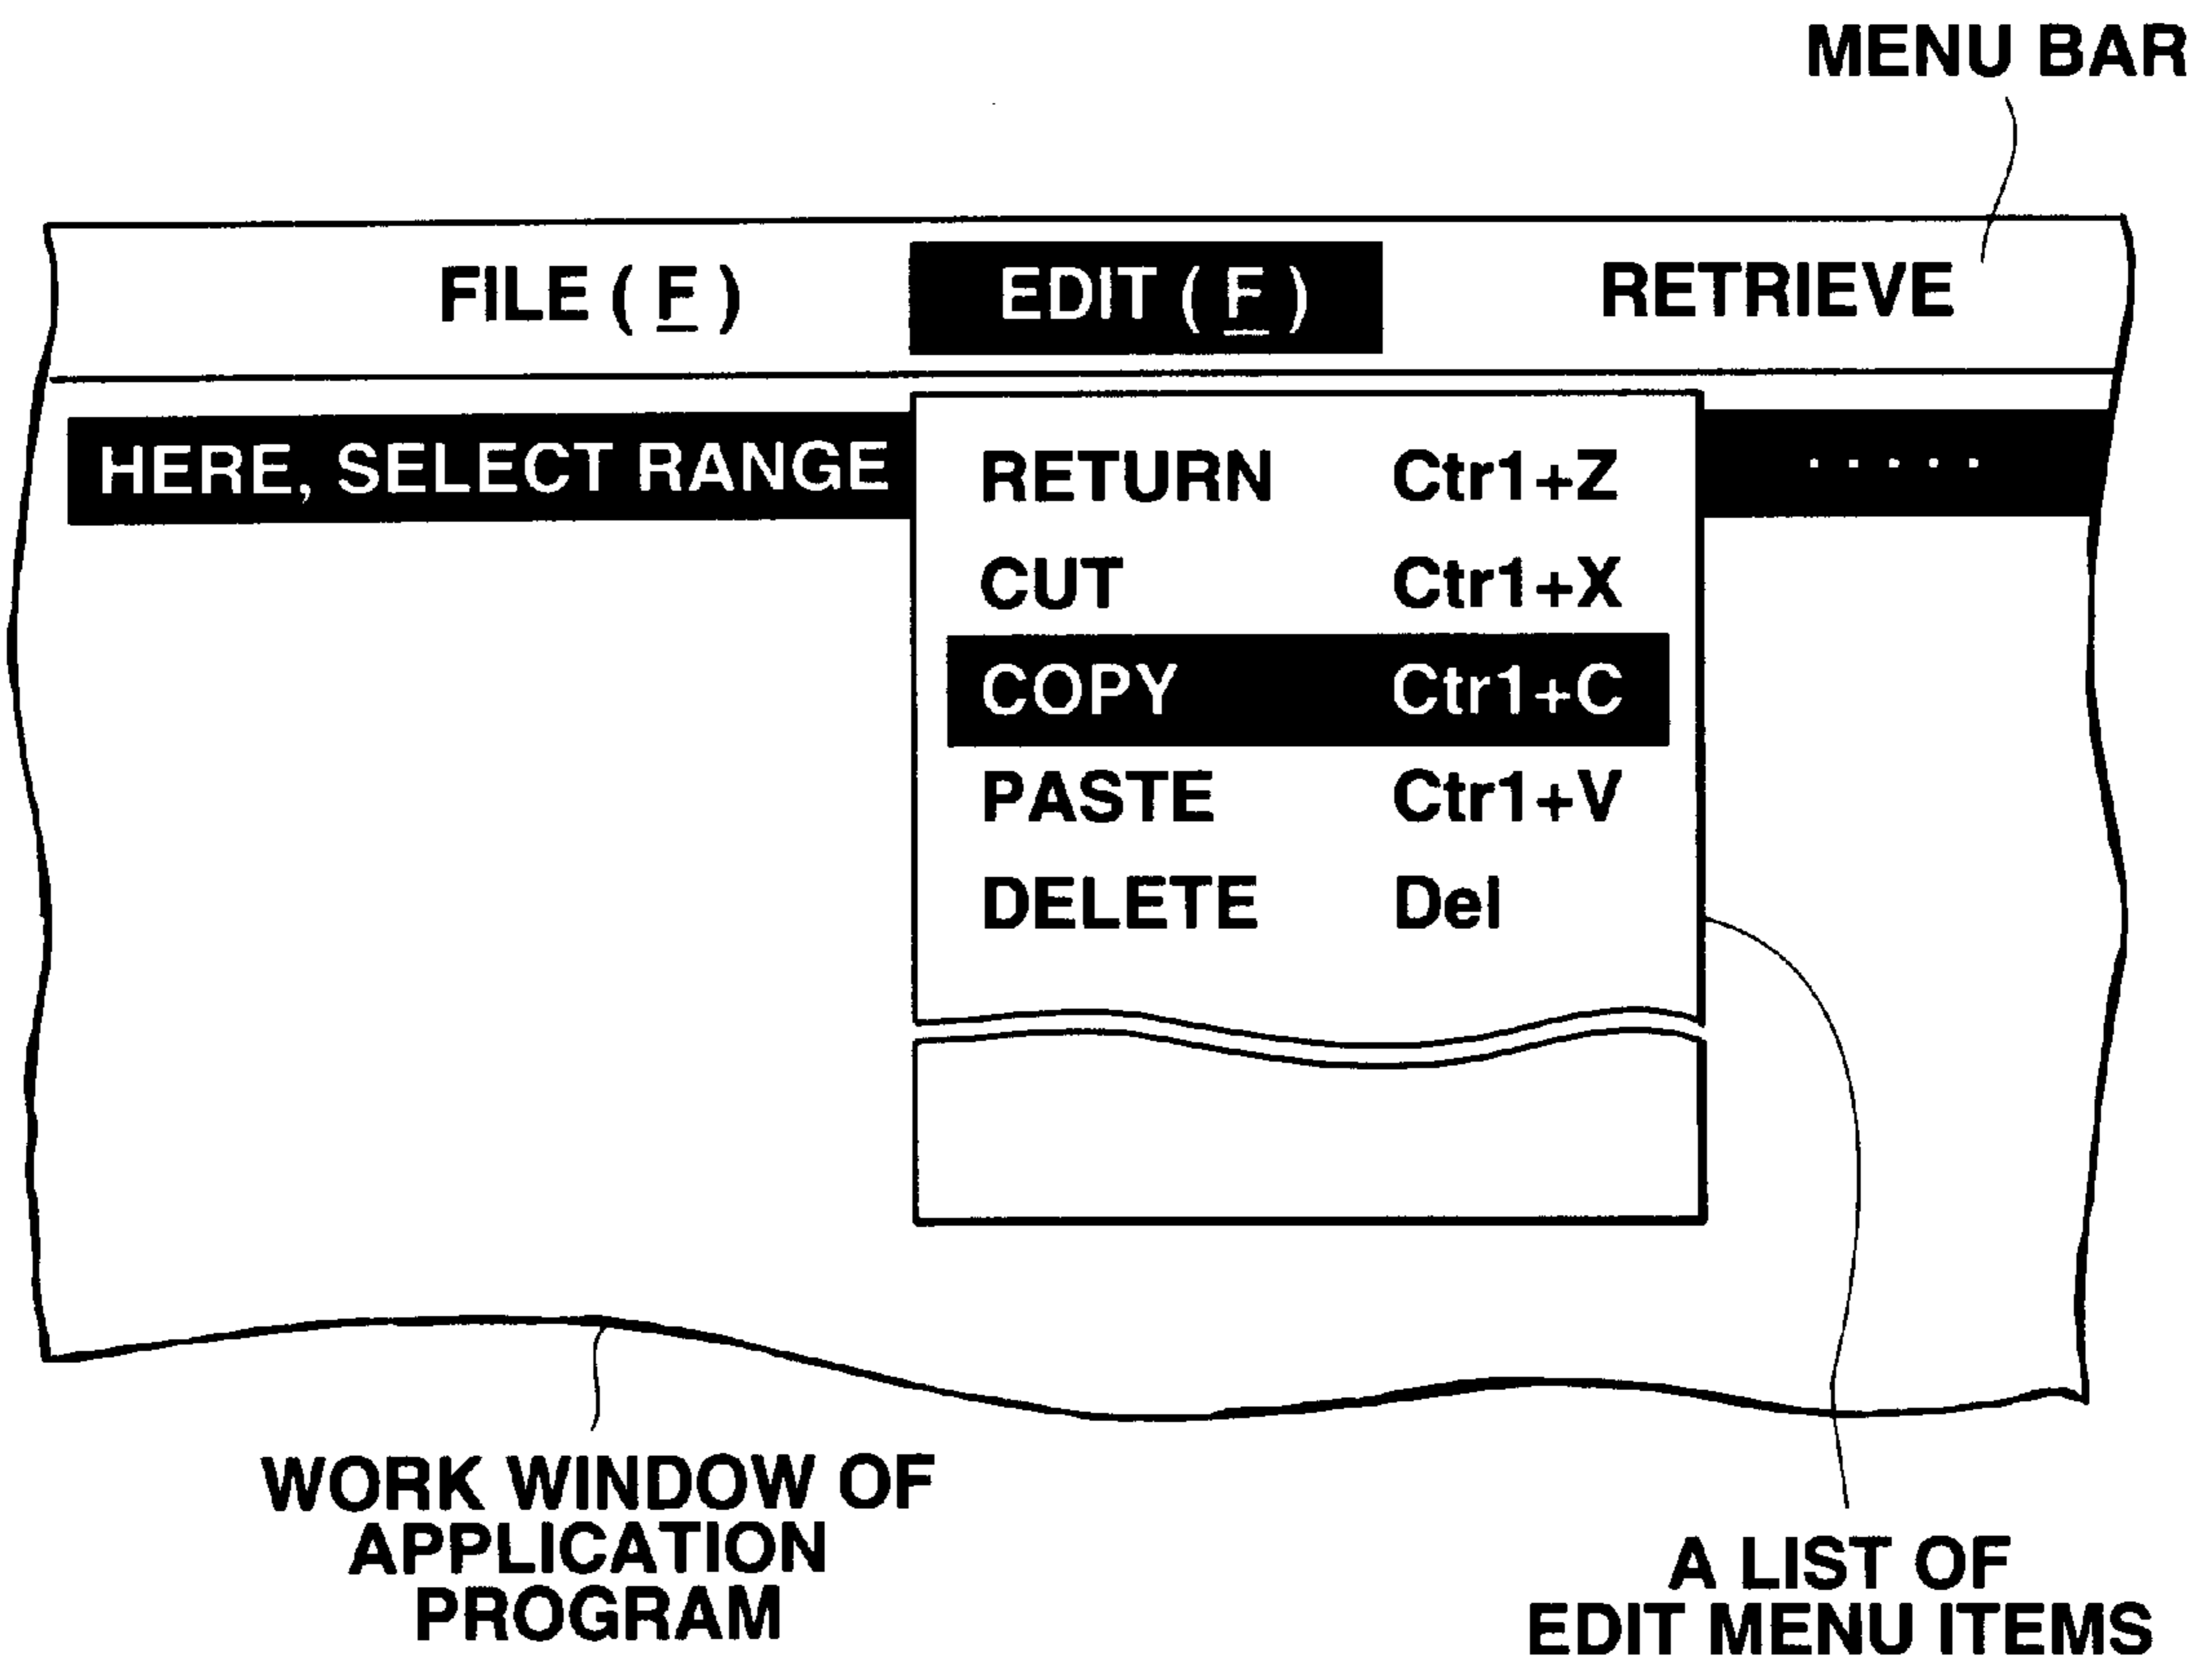 MENU BAR
FILE ( F ) EDIT ( F ) RETRIEVE
HERE, SELECT RANGE .....
RETURN Ctr1+Z
CUT Ctr1+X
COPY Ctr1+C
PASTE Ctr1+V
DELETE Del
WORK WINDOW OF
APPLICATION
PROGRAM
A LIST OF
EDIT MENU ITEMS